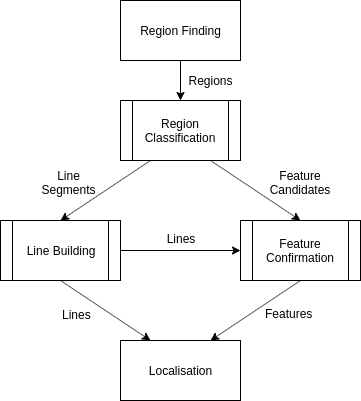 Region Finding
Regions
Region
Classification
Line
Segments
Feature
Candidates
Line Building
Lines
Feature
Confirmation
Lines
Features
Localisation